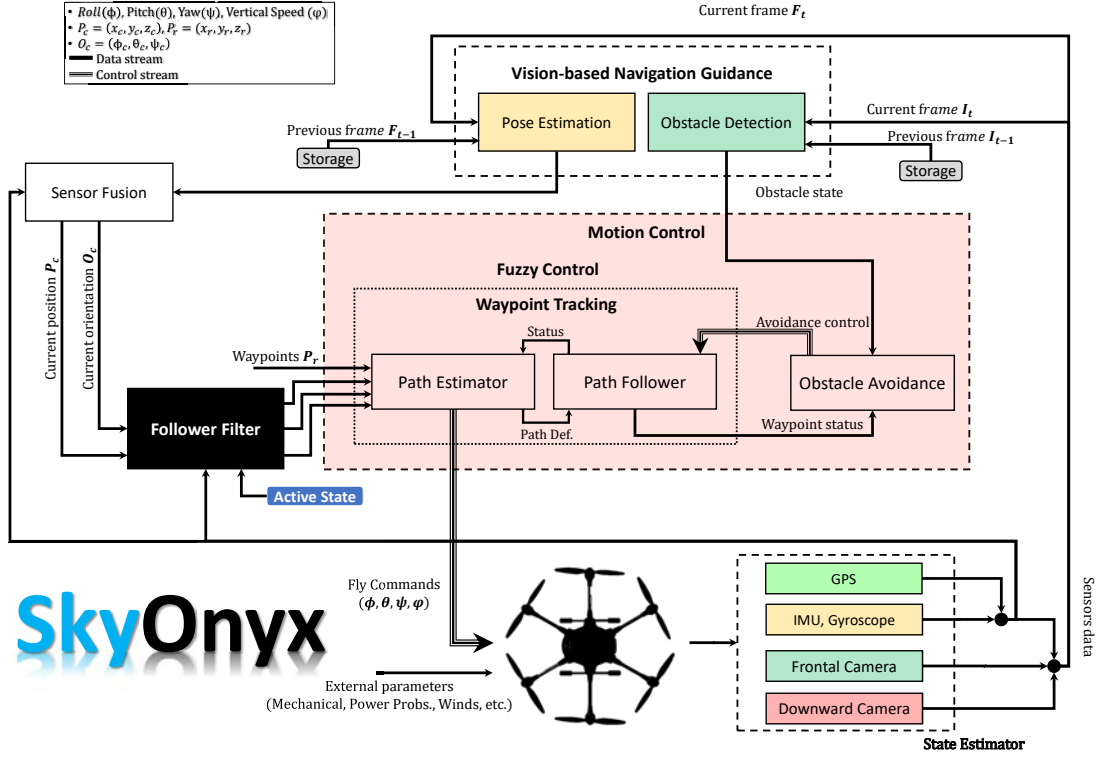 • Roll(ϕ), Pitch(θ), Yaw(ψ), Vertical Speed (φ)
• P_c = (x_c, y_c, z_c), P_r = (x_r, y_r, z_r)
• O_c = (ϕ_c, θ_c, ψ_c)
Data stream
Control stream
Current frame F_t
Vision-based Navigation Guidance
Pose Estimation
Obstacle Detection
Current frame I_t
Previous frame F_{t−1}
Storage
Previous frame I_{t−1}
Storage
Sensor Fusion
Obstacle state
Current position P_c
Current orientation O_c
Motion Control
Fuzzy Control
Waypoint Tracking
Status
Avoidance control
Waypoints P_r
Path Estimator
Path Follower
Obstacle Avoidance
Follower Filter
Path Def.
Waypoint status
Active State
Fly Commands
(ϕ, θ, ψ, φ)
SkyOnyx
External parameters
(Mechanical, Power Probs., Winds, etc.)
GPS
IMU, Gyroscope
Frontal Camera
Downward Camera
State Estimator
Sensors data